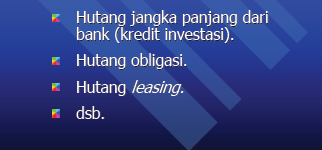 Hutang jangka panjang dari
bank (kredit investasi).
Hutang obligasi.
Hutang leasing.
dsb.